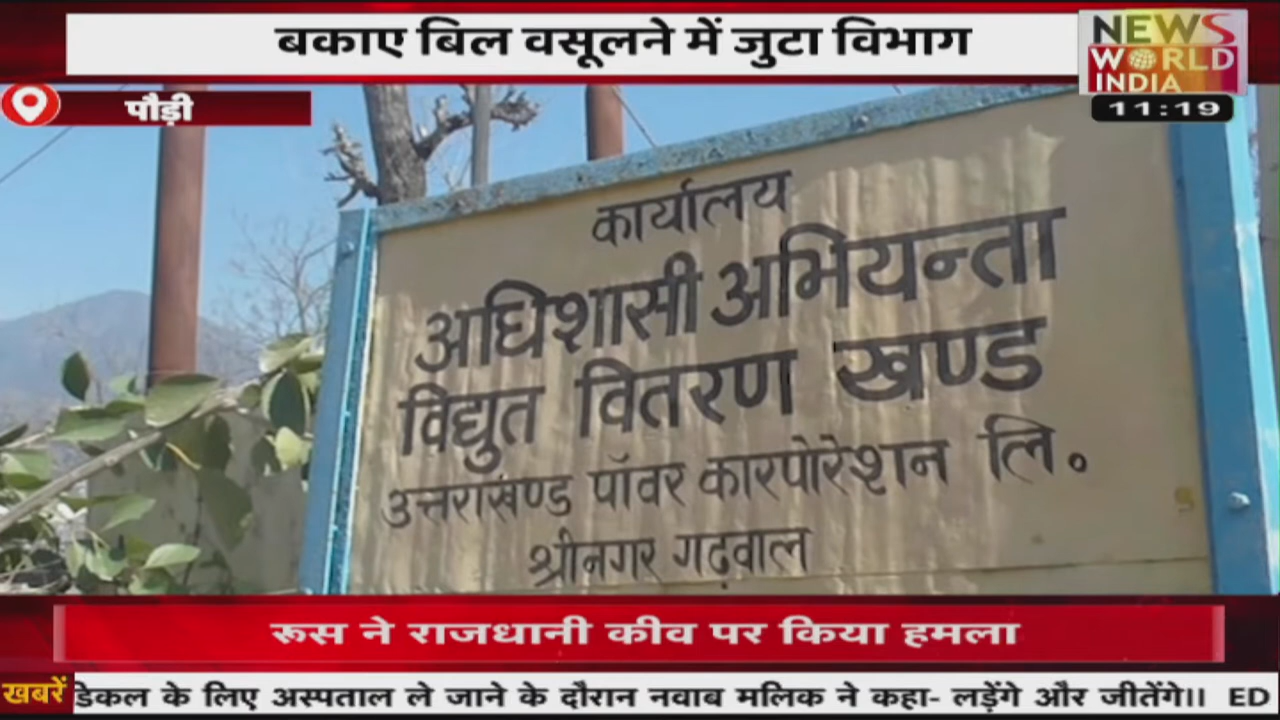 बकाए बिल वसूलने में जुटा विभाग
NEWS
WORLD
INDIA
11:19
पौड़ी
कार्यालय
अधिशासी अभियन्ता
विद्युत वितरण खण्ड
उत्तराखण्ड पॉवर कारपोरेशन लि॰
श्रीनगर गढ़वाल
रूस ने राजधानी कीव पर किया हमला
खबरें डिकल के लिए अस्पताल ले जाने के दौरान नवाब मलिक ने कहा- लड़ेंगे और जीतेंगे।। ED